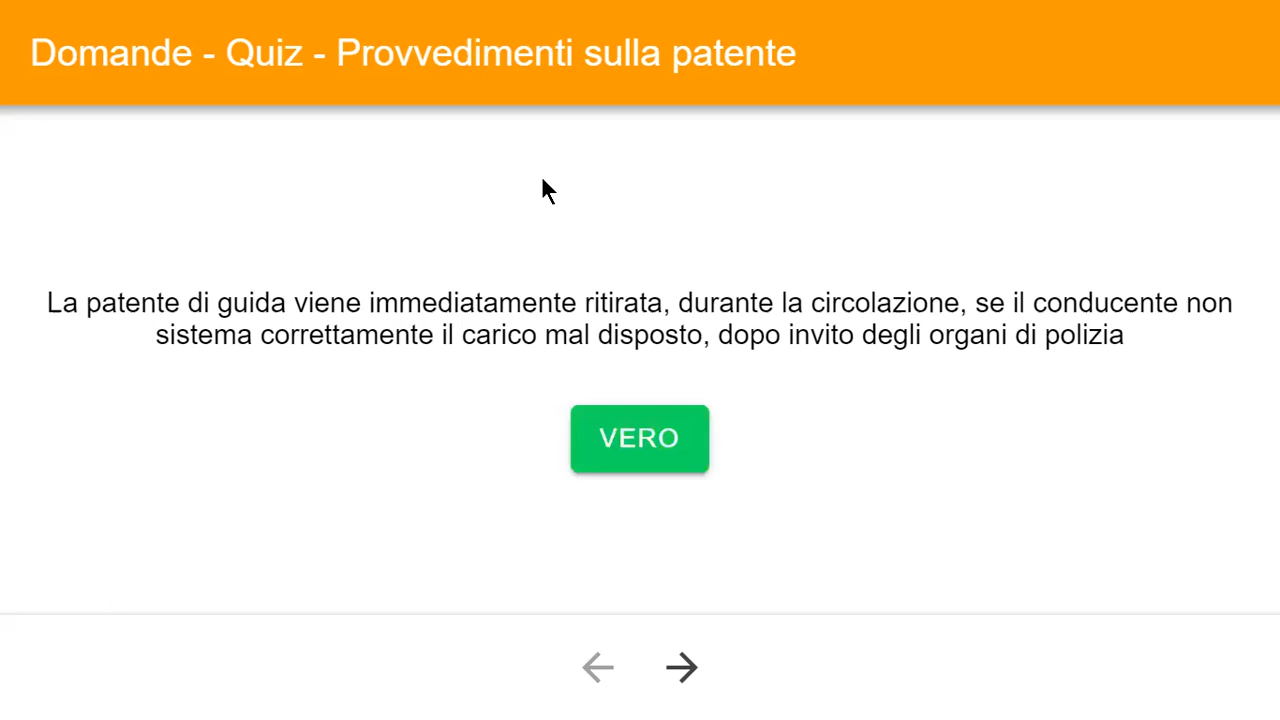 Domande - Quiz - Provvedimenti sulla patente
La patente di guida viene immediatamente ritirata, durante la circolazione, se il conducente non
sistema correttamente il carico mal disposto, dopo invito degli organi di polizia
VERO